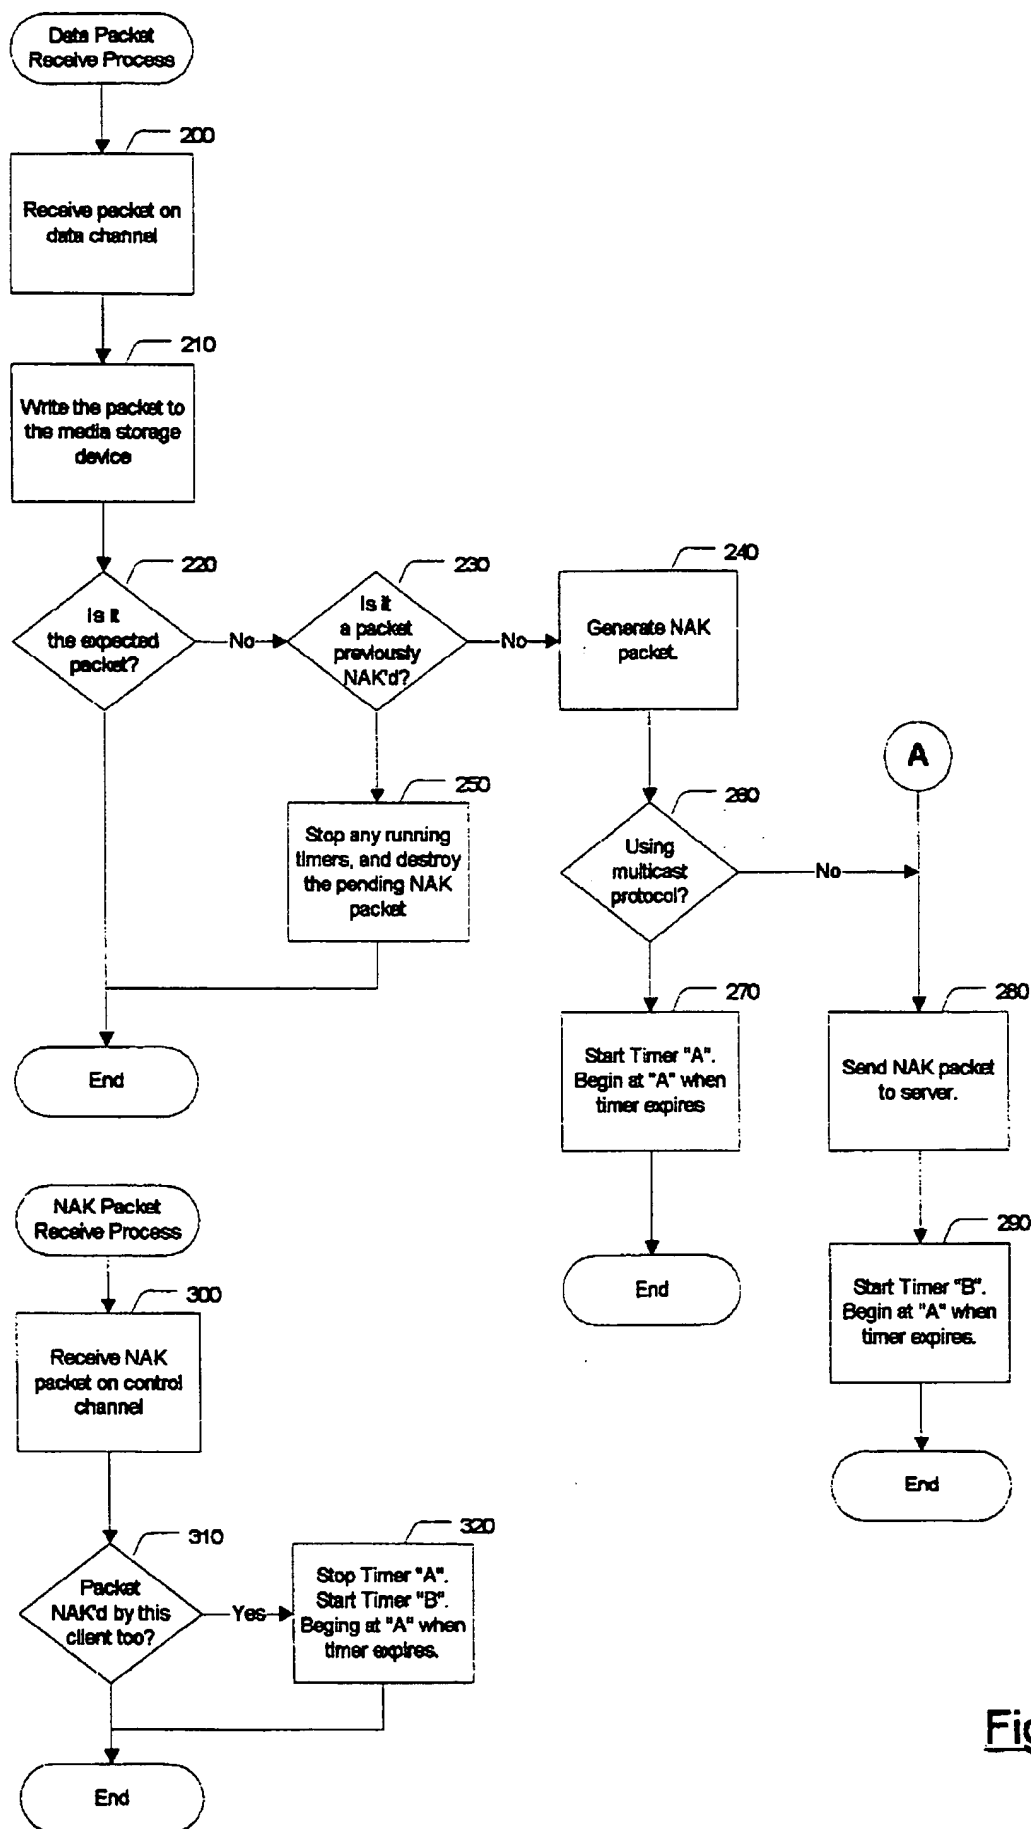 Data Packet
Receive Process
200
Receive packet on
data channel
210
Write the packet to
the media storage
device
220
Is it
the expected
packet?
No
230
Is it
a packet
previously
NAK'd?
No
240
Generate NAK
packet.
250
Stop any running
timers, and destroy
the pending NAK
packet
End
260
Using
multicast
protocol?
No
A
270
Start Timer "A".
Begin at "A" when
timer expires
End
280
Send NAK packet
to server.
290
Start Timer "B".
Begin at "A" when
timer expires.
End
NAK Packet
Receive Process
300
Receive NAK
packet on control
channel
310
Packet
NAK'd by this
client too?
Yes
320
Stop Timer "A".
Start Timer "B".
Beging at "A" when
timer expires.
End